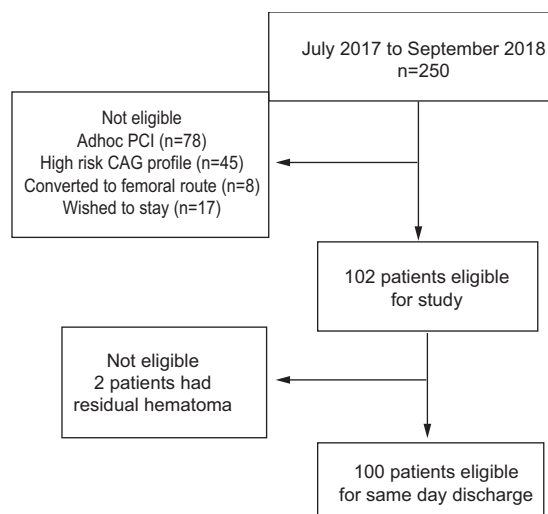 July 2017 to September 2018
n=250
Not eligible
Adhoc PCI (n=78)
High risk CAG profile (n=45)
Converted to femoral route (n=8)
Wished to stay (n=17)
102 patients eligible
for study
Not eligible
2 patients had
residual hematoma
100 patients eligible
for same day discharge